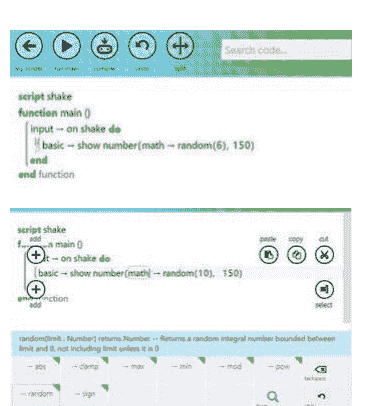 Search code...
my scripts run main compile undo split
script shake
function main ()
input → on shake do
basic → show number(math → random(6), 150)
end
end function
script shake
add paste copy cut
main ()
on shake do
basic → show number(math → random(10), 150)
add select
random(limit : Number) returns Number -- Returns a random integral number bounded between
limit and 0, not including limit unless it is 0
→ abs → clamp → max → min → mod → pow
backspace
→ random → sign